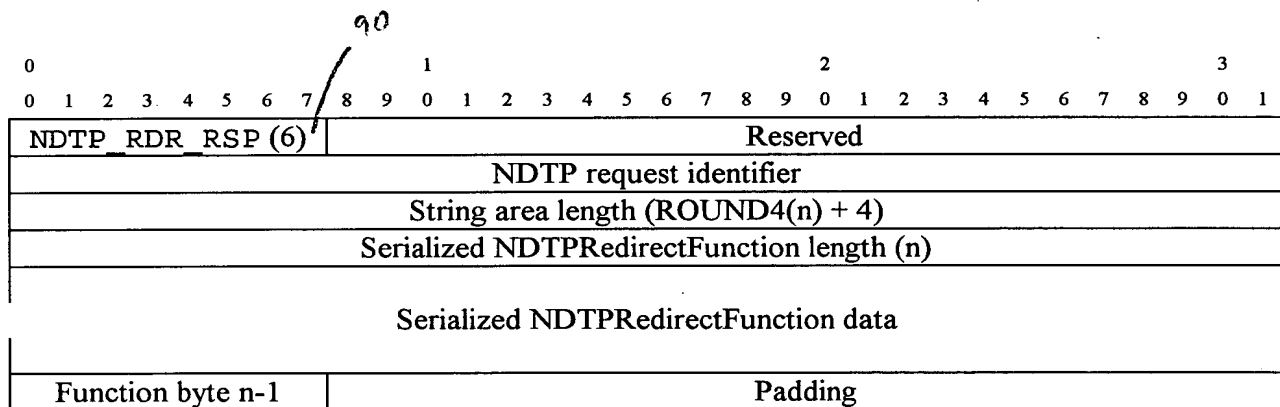 90
0 1 2 3
0 1 2 3 4 5 6 7 8 9 0 1 2 3 4 5 6 7 8 9 0 1 2 3 4 5 6 7 8 9 0 1
NDTP_RDR_RSP (6) Reserved
NDTP request identifier
String area length (ROUND4(n) + 4)
Serialized NDTPRedirectFunction length (n)
Serialized NDTPRedirectFunction data
Function byte n-1 Padding